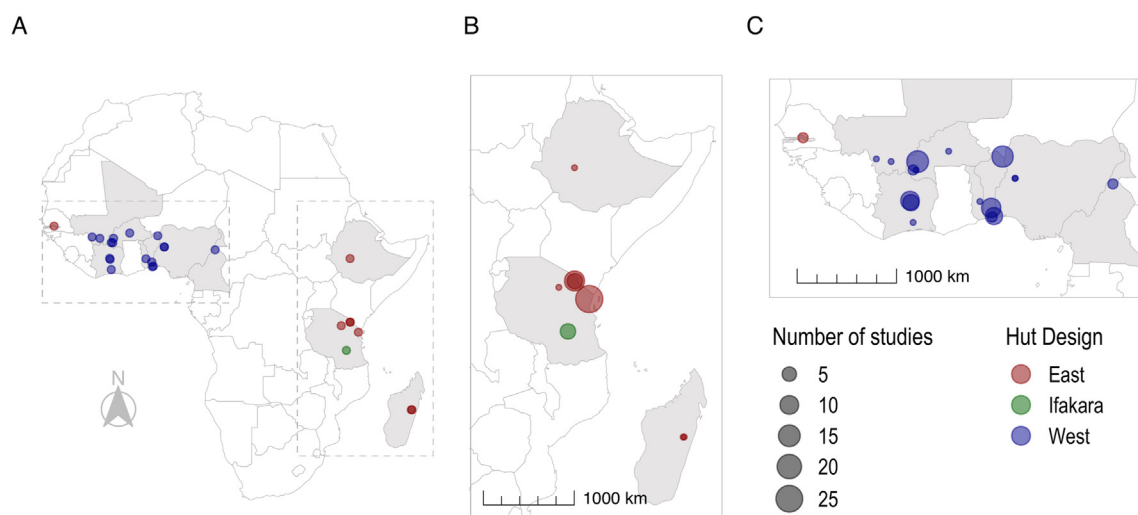 A
B
C
N
1000 km
1000 km
Number of studies
5
10
15
20
25
Hut Design
East
Ifakara
West